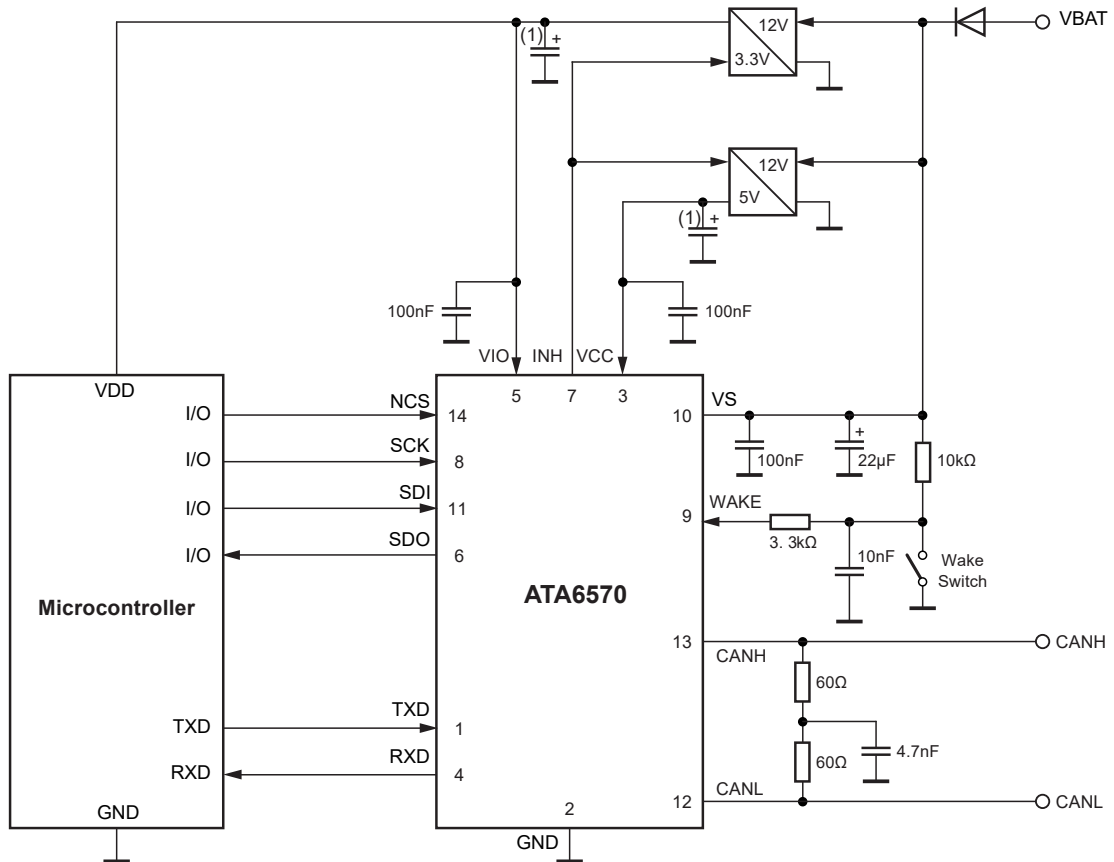 VBAT
12V
3.3V
(1)
+
12V
5V
(1)
+
100nF
100nF
VIO
INH
VCC
VDD
5
7
3
I/O
NCS
14
10
VS
I/O
SCK
8
100nF
+
22µF
10kΩ
I/O
SDI
11
I/O
SDO
6
9
WAKE
3. 3kΩ
10nF
Wake
Switch
Microcontroller
ATA6570
13
CANH
CANH
60Ω
TXD
TXD
1
60Ω
4.7nF
RXD
RXD
4
12
CANL
CANL
GND
2
GND